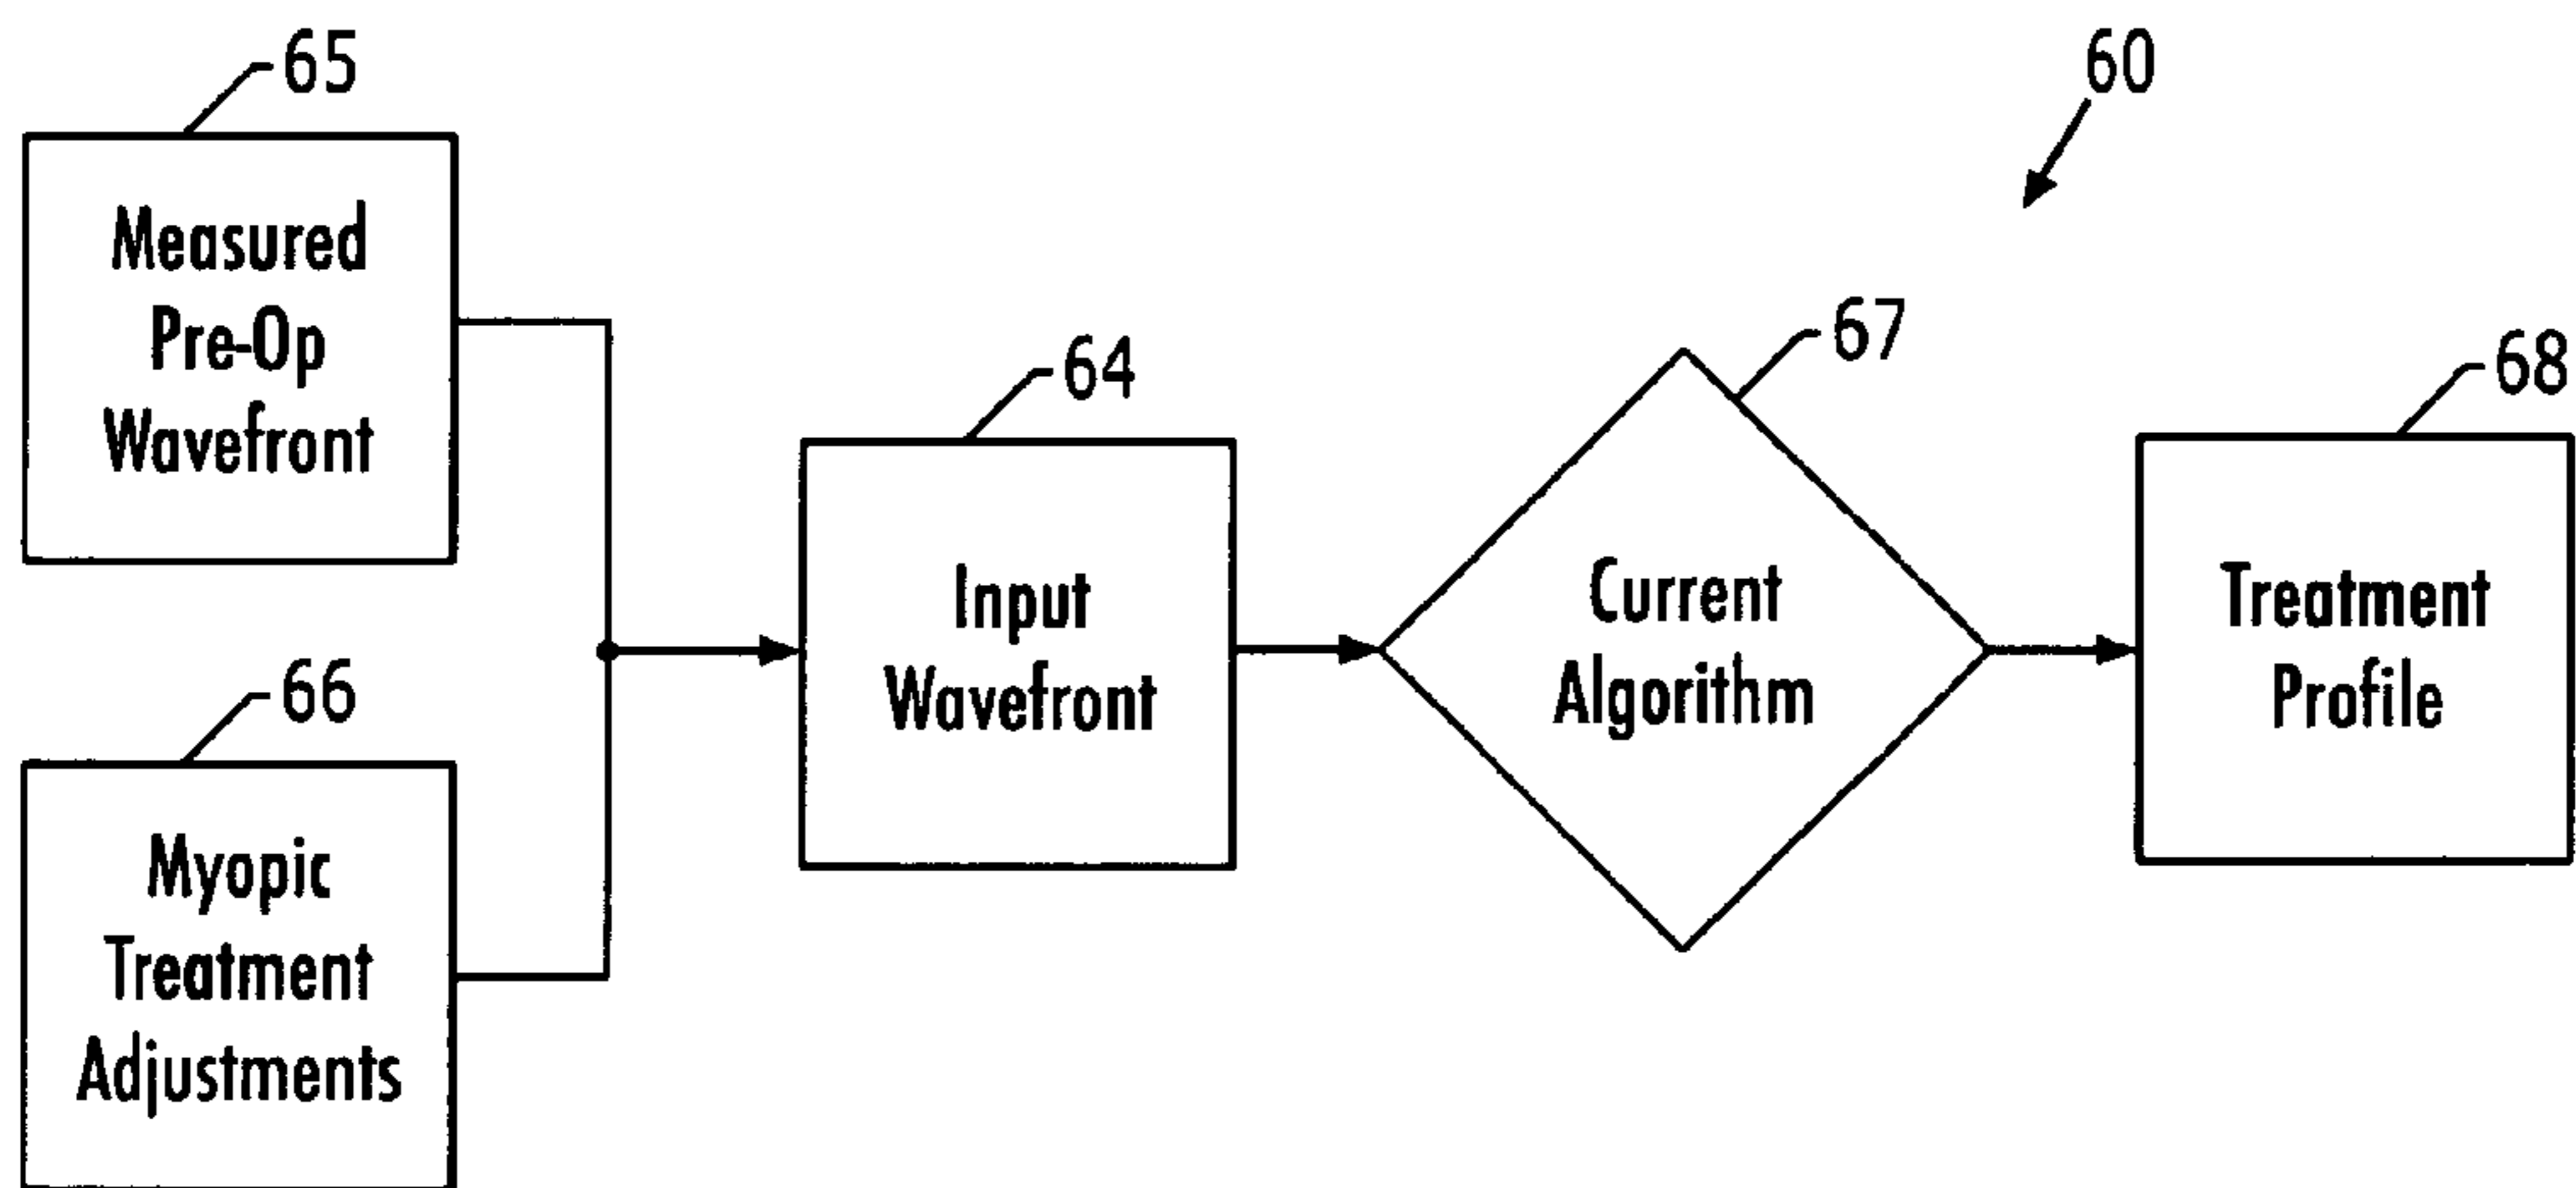 65
Measured
Pre-Op
Wavefront
66
Myopic
Treatment
Adjustments
64
Input
Wavefront
67
Current
Algorithm
60
68
Treatment
Profile